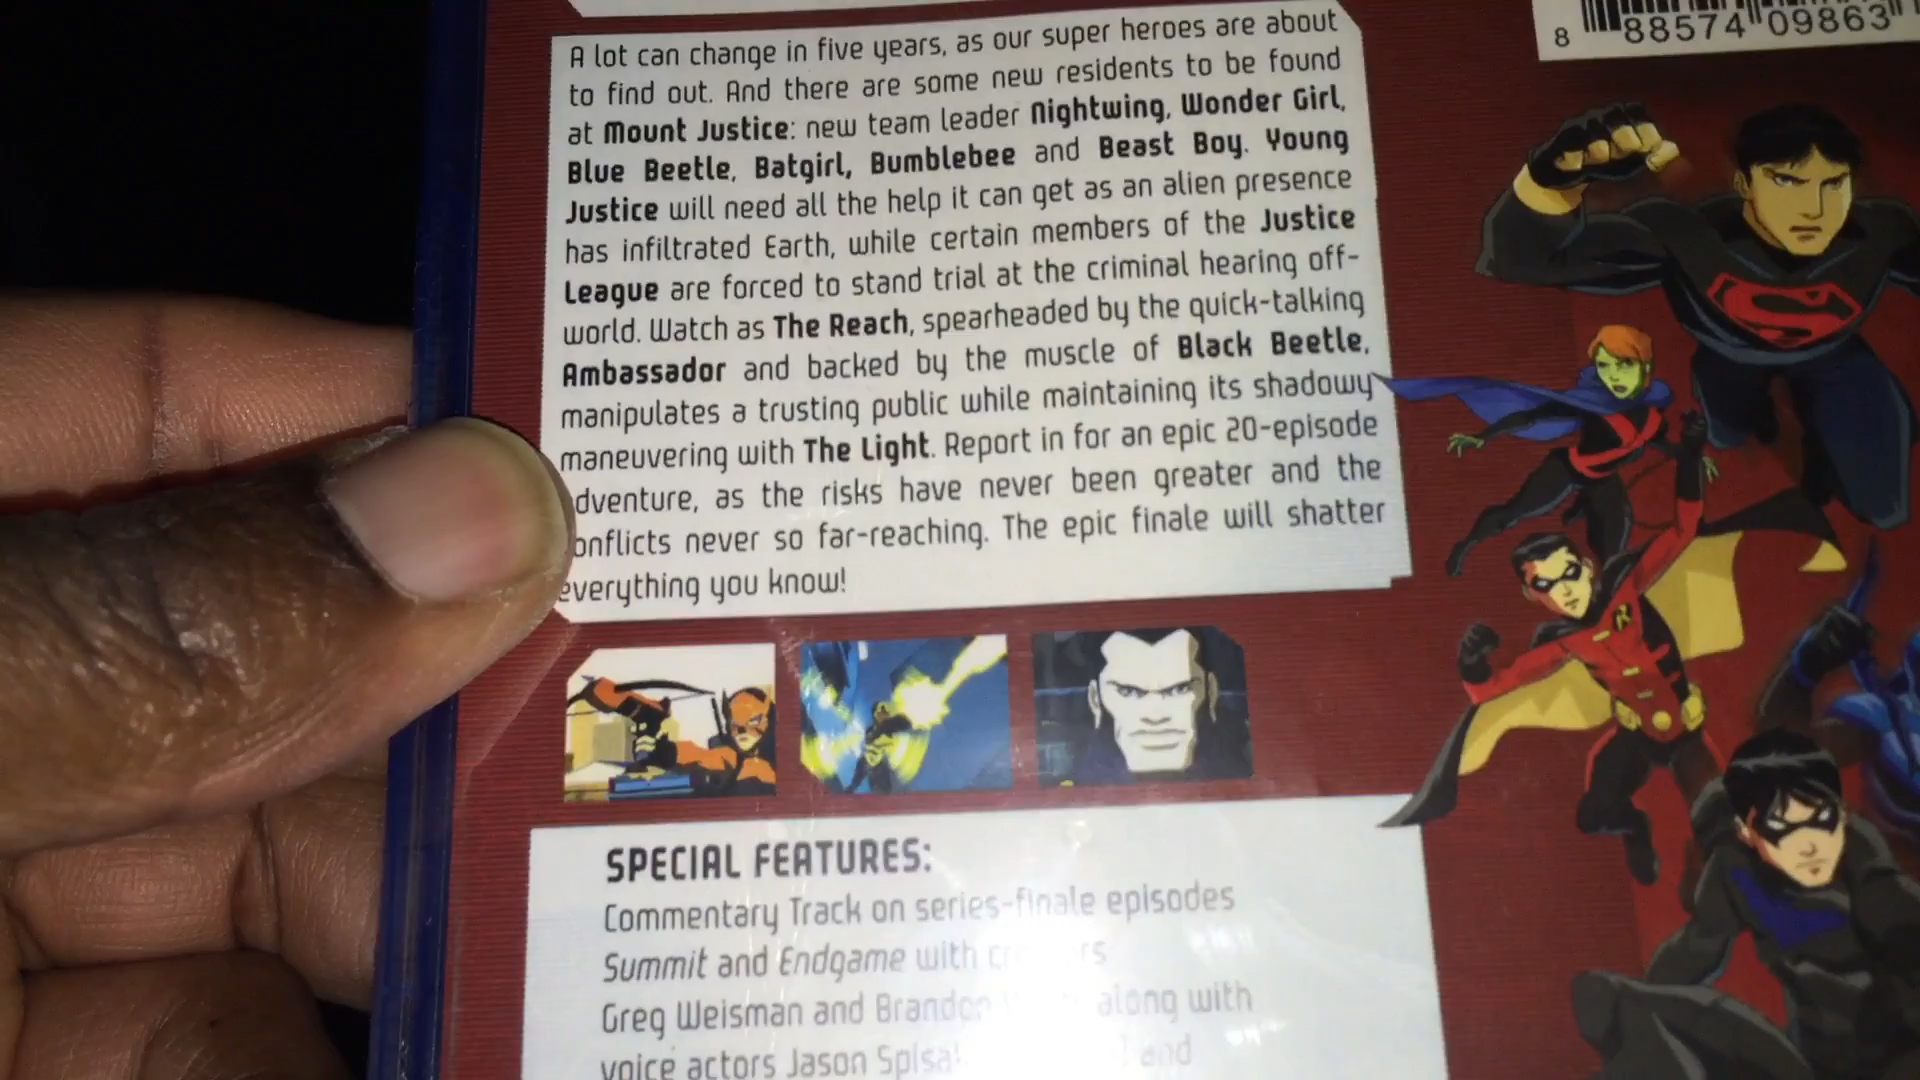 A lot can change in five years, as our super heroes are about
to find out. And there are some new residents to be found
at Mount Justice: new team leader Nightwing, Wonder Girl,
Blue Beetle, Batgirl, Bumblebee and Beast Boy. Young
Justice will need all the help it can get as an alien presence
has infiltrated Earth, while certain members of the Justice
League are forced to stand trial at the criminal hearing off-
world. Watch as The Reach, spearheaded by the quick-talking
Ambassador and backed by the muscle of Black Beetle,
manipulates a trusting public while maintaining its shadowy
maneuvering with The Light. Report in for an epic 20-episode
dventure, as the risks have never been greater and the
onflicts never so far-reaching. The epic finale will shatter
everything you know!
8 88574 09863
R
SPECIAL FEATURES:
Commentary Track on series-finale episodes
Summit and Endgame with
Greg Weisman and Brandon along with
voice actors Jason and